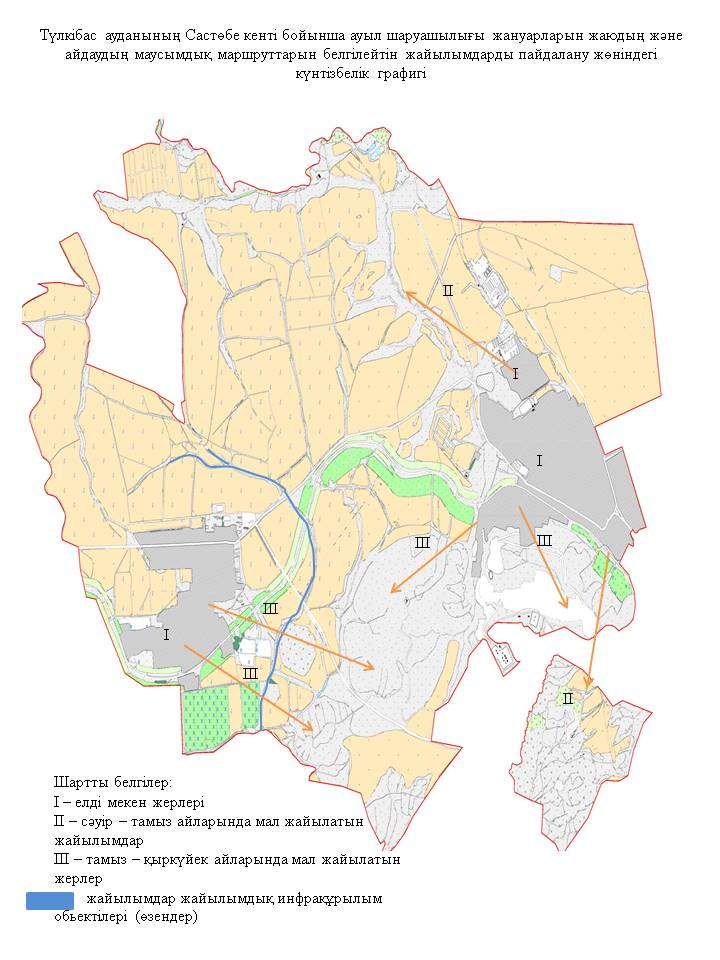 Түлкібас ауданының Састөбе кенті бойынша ауыл шаруашылығы жануарларын жаюдың және
айдаудың маусымдық маршруттарын белгілейтін жайылымдарды пайдалану жөніндегі
күнтізбелік графигі
II
I
I
III
III
III
I
III
II
Шартты белгілер:
I – елді мекен жерлері
II – сәуір – тамыз айларында мал жайылатын
жайылымдар
III – тамыз – қыркүйек айларында мал жайылатын
жерлер
жайылымдар жайылымдық инфрақұрылым
обьектілері (өзендер)